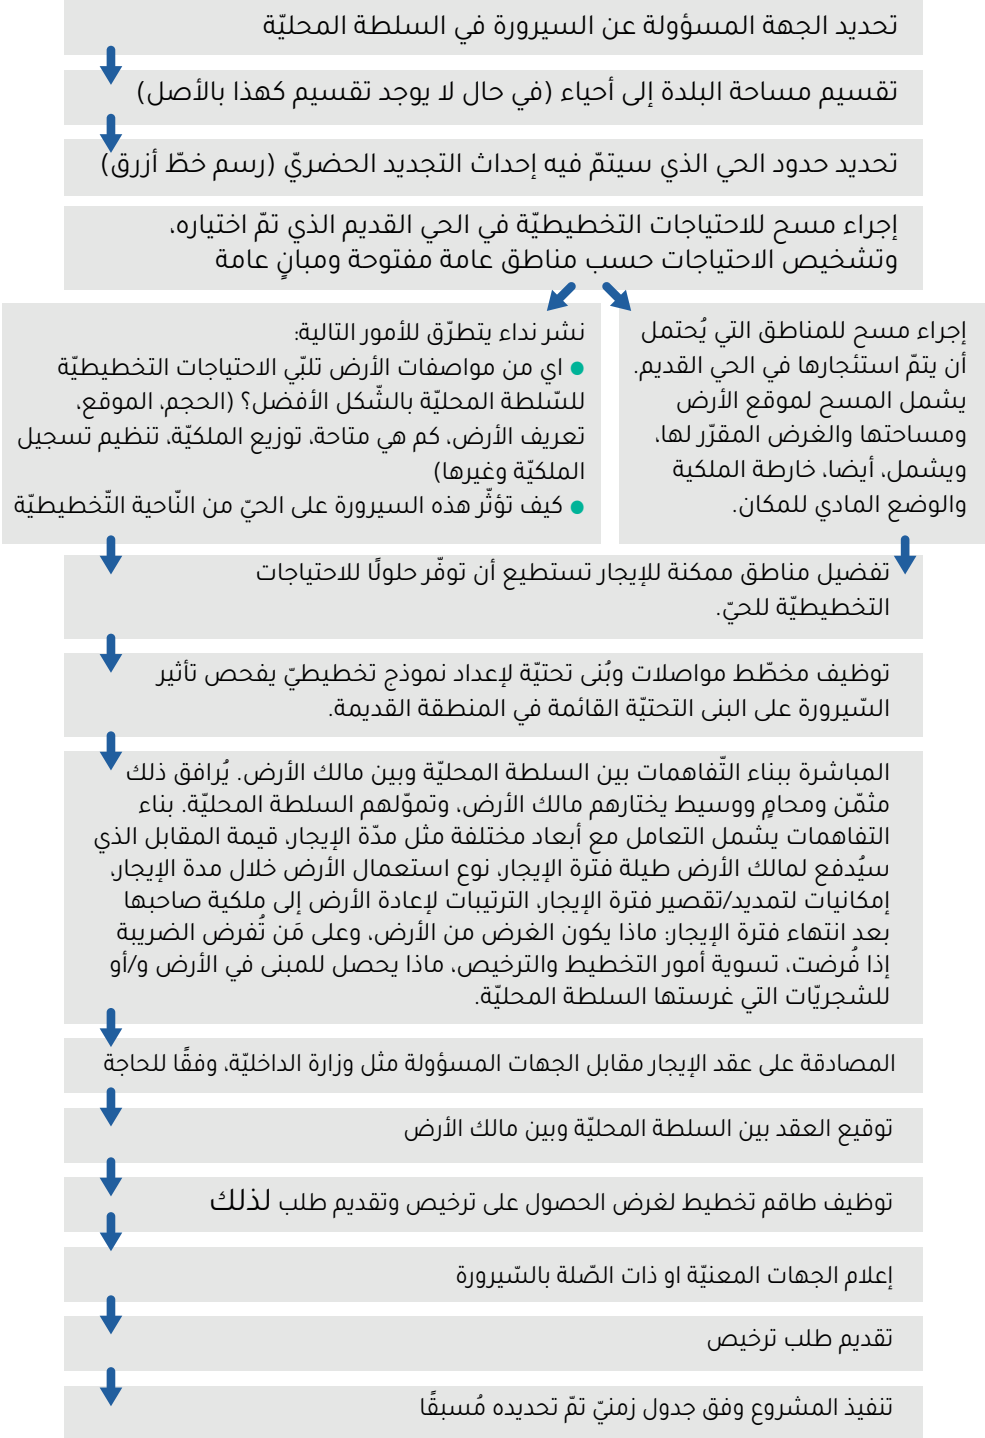 تحديد الجهة المسؤولة عن السيرورة في السلطة المحليّة
تقسيم مساحة البلدة إلى أحياء (في حال لا يوجد تقسيم كهذا بالأصل)
تحديد حدود الحي الذي سيتمّ فيه إحداث التجديد الحضريّ (رسم خطّ أزرق)
إجراء مسح للاحتياجات التخطيطيّة في الحي القديم الذي تمّ اختياره،
وتشخيص الاحتياجات حسب مناطق عامة مفتوحة ومبانٍ عامة
إجراء مسح للمناطق التي يُحتمل
أن يتمّ استئجارها في الحي القديم.
يشمل المسح لموقع الأرض
ومساحتها والغرض المقرّر لها،
ويشمل، أيضا، خارطة الملكية
والوضع المادي للمكان.
نشر نداء يتطرّق للأمور التالية:
● اي من مواصفات الأرض تلبّي الاحتياجات التخطيطيّة
للسّلطة المحليّة بالشّكل الأفضل؟ (الحجم، الموقع،
تعريف الأرض، كم هي متاحة، توزيع الملكيّة، تنظيم تسجيل
الملكيّة وغيرها)
● كيف تؤثّر هذه السيرورة على الحيّ من النّاحية التّخطيطيّة
تفضيل مناطق ممكنة للإيجار تستطيع أن توفّر حلولًا للاحتياجات
التخطيطيّة للحيّ.
توظيف مخطّط مواصلات وبُنى تحتيّة لإعداد نموذج تخطيطيّ يفحص تأثير
السّيرورة على البنى التحتيّة القائمة في المنطقة القديمة.
المباشرة ببناء التّفاهمات بين السلطة المحليّة وبين مالك الأرض. يُرافق ذلك
مثمّن ومحامٍ ووسيط يختارهم مالك الأرض، وتموّلهم السلطة المحليّة. بناء
التفاهمات يشمل التعامل مع أبعاد مختلفة مثل مدّة الإيجار، قيمة المقابل الذي
سيُدفع لمالك الأرض طيلة فترة الإيجار، نوع استعمال الأرض خلال مدة الإيجار،
إمكانيات لتمديد/تقصير فترة الإيجار، الترتيبات لإعادة الأرض إلى ملكية صاحبها
بعد انتهاء فترة الإيجار: ماذا يكون الغرض من الأرض، وعلى مَن تُفرض الضريبة
إذا فُرضت، تسوية أمور التخطيط والترخيص، ماذا يحصل للمبنى في الأرض و/أو
للشجريّات التي غرستها السلطة المحليّة.
المصادقة على عقد الإيجار مقابل الجهات المسؤولة مثل وزارة الداخليّة، وفقًا للحاجة
توقيع العقد بين السلطة المحليّة وبين مالك الأرض
توظيف طاقم تخطيط لغرض الحصول على ترخيص وتقديم طلب لذلك
إعلام الجهات المعنيّة او ذات الصّلة بالسّيرورة
تقديم طلب ترخيص
تنفيذ المشروع وفق جدول زمنيّ تمّ تحديده مُسبقًا